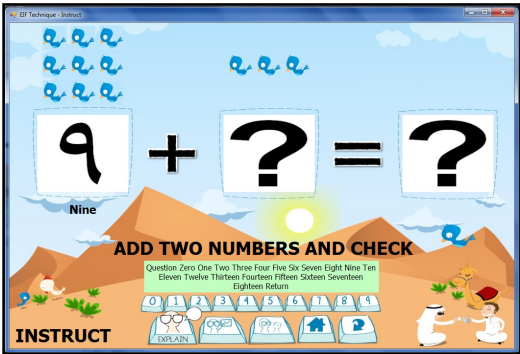 EIF Technique - Instruct
٩ + ? = ?
Nine
ADD TWO NUMBERS AND CHECK
Question Zero One Two Three Four Five Six Seven Eight Nine Ten
Eleven Twelve Thirteen Fourteen Fifteen Sixteen Seventeen
Eighteen Return
0 1 2 3 4 5 6 7 8 9
EXPLAIN
INSTRUCT